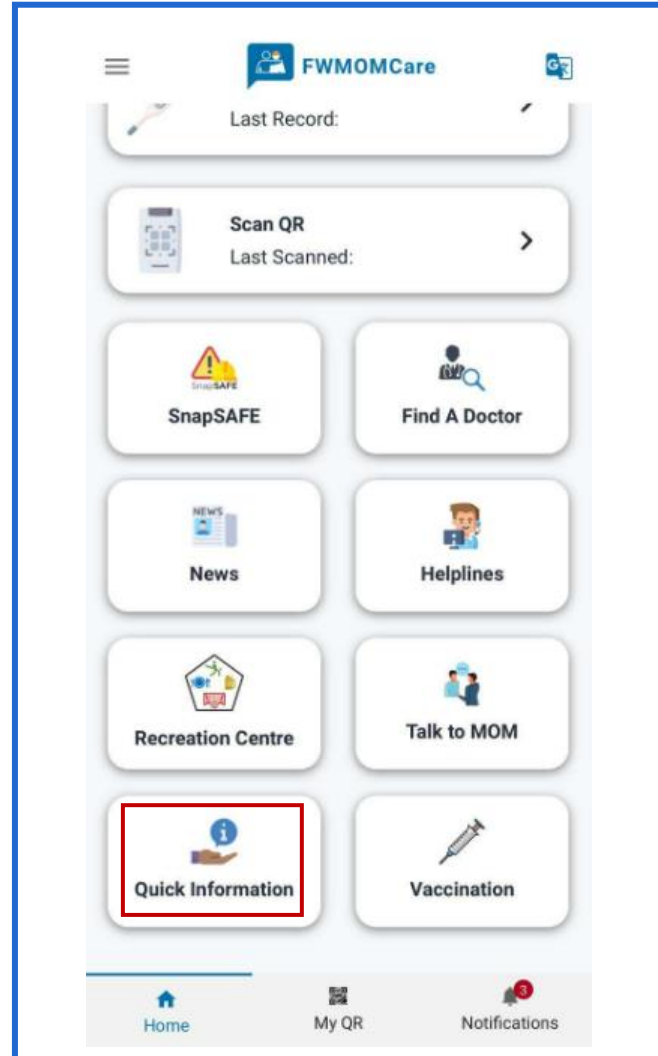 FWMOMCare
Last Record:
Scan QR
Last Scanned:
SnapSAFE
SnapSAFE
Find A Doctor
NEWS
News
Helplines
Recreation Centre
Talk to MOM
Quick Information
Vaccination
3
Home
My QR
Notifications